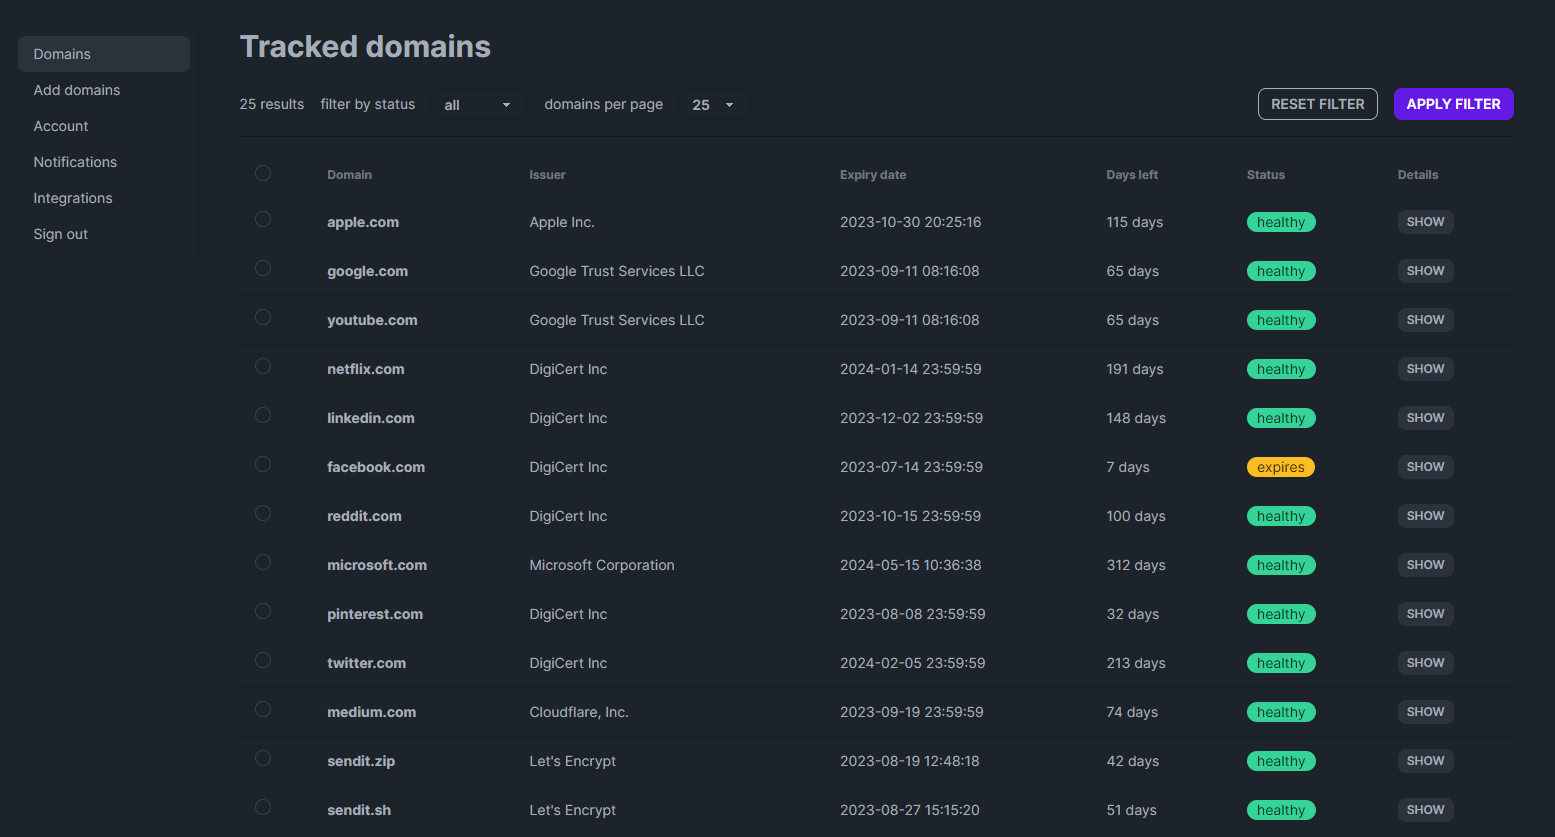 Domains
Add domains
Account
Notifications
Integrations
Sign out
Tracked domains
25 results filter by status all domains per page 25 RESET FILTER APPLY FILTER
Domain Issuer Expiry date Days left Status Details
apple.com Apple Inc. 2023-10-30 20:25:16 115 days healthy SHOW
google.com Google Trust Services LLC 2023-09-11 08:16:08 65 days healthy SHOW
youtube.com Google Trust Services LLC 2023-09-11 08:16:08 65 days healthy SHOW
netflix.com DigiCert Inc 2024-01-14 23:59:59 191 days healthy SHOW
linkedin.com DigiCert Inc 2023-12-02 23:59:59 148 days healthy SHOW
facebook.com DigiCert Inc 2023-07-14 23:59:59 7 days expires SHOW
reddit.com DigiCert Inc 2023-10-15 23:59:59 100 days healthy SHOW
microsoft.com Microsoft Corporation 2024-05-15 10:36:38 312 days healthy SHOW
pinterest.com DigiCert Inc 2023-08-08 23:59:59 32 days healthy SHOW
twitter.com DigiCert Inc 2024-02-05 23:59:59 213 days healthy SHOW
medium.com Cloudflare, Inc. 2023-09-19 23:59:59 74 days healthy SHOW
sendit.zip Let's Encrypt 2023-08-19 12:48:18 42 days healthy SHOW
sendit.sh Let's Encrypt 2023-08-27 15:15:20 51 days healthy SHOW